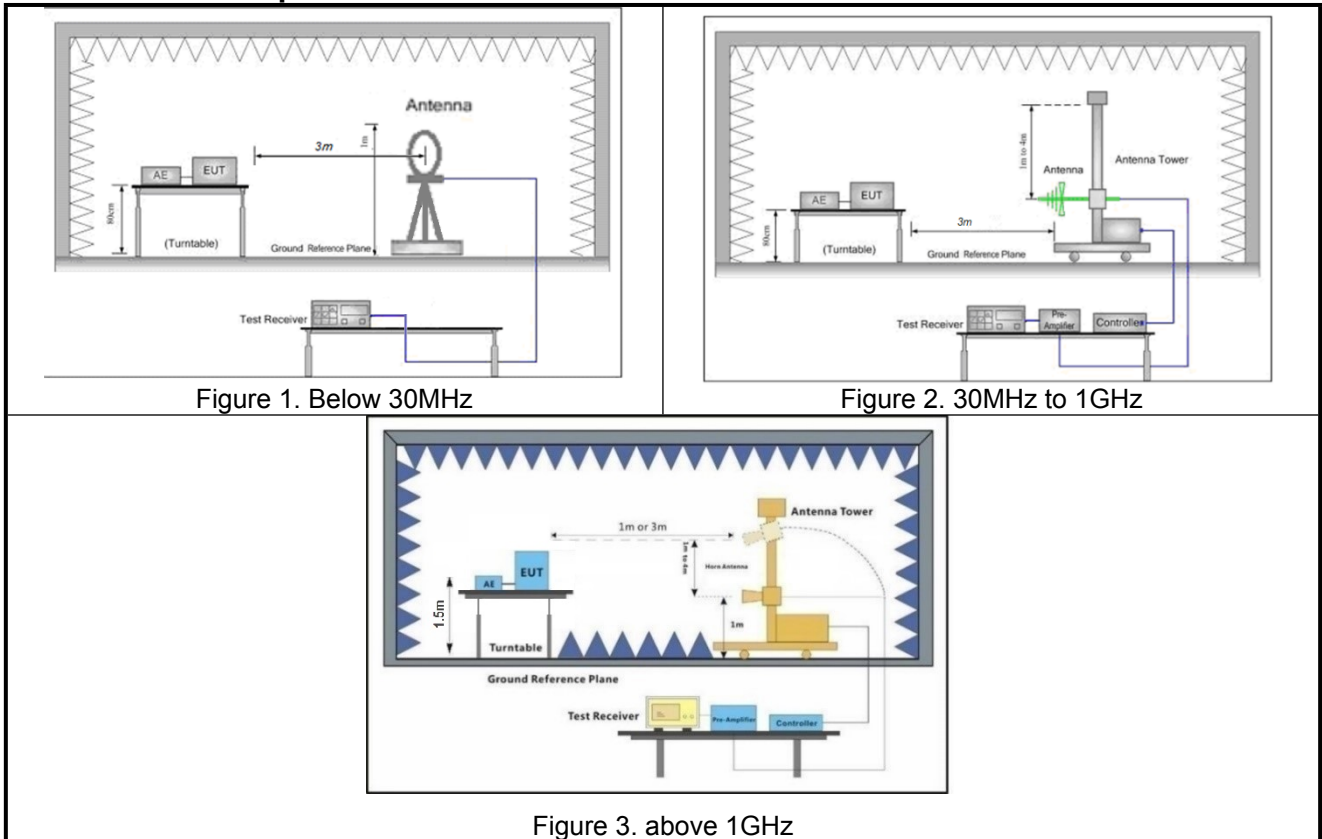 Antenna
3m
1m
AE
EUT
80cm
(Turntable)
Ground Reference Plane
Test Receiver
Figure 1. Below 30MHz
1m to 4m
Antenna Tower
Antenna
AE
EUT
3m
80cm
(Turntable)
Ground Reference Plane
Test Receiver
Pre-
Amplifier
Controller
Figure 2. 30MHz to 1GHz
Antenna Tower
1m or 3m
1m to 4m
Horn Antenna
EUT
AE
1.5m
1m
Turntable
Ground Reference Plane
Test Receiver
Pre-Amplifier
Controller
Figure 3. above 1GHz